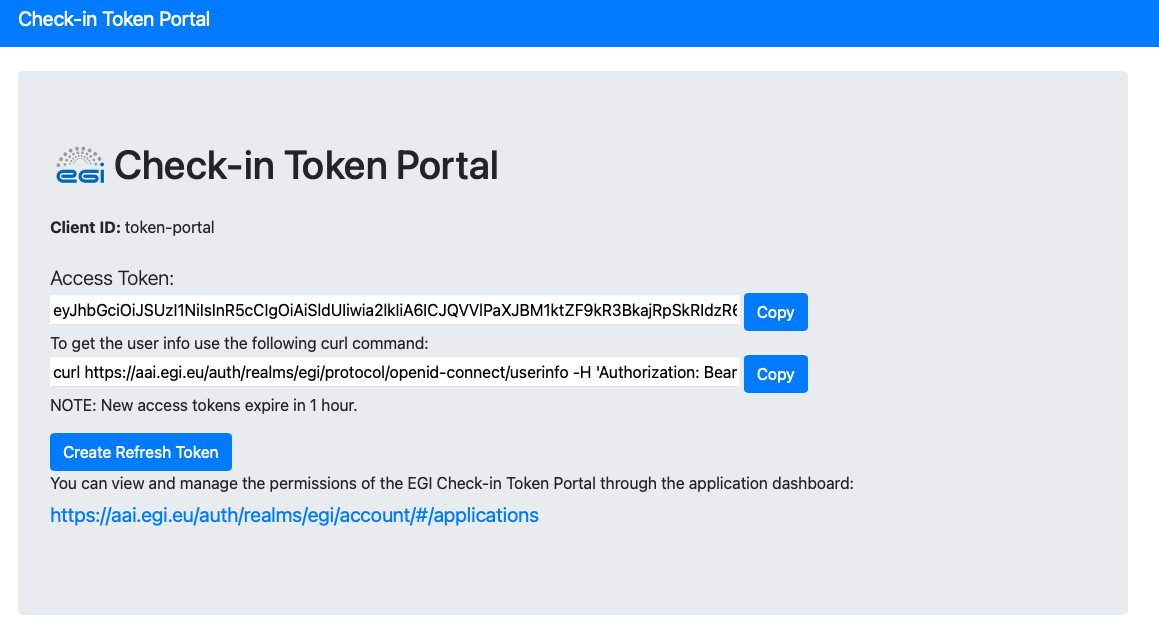 Check-in Token Portal
egi Check-in Token Portal
Client ID: token-portal
Access Token:
eyJhbGciOiJSUzI1NiIsInR5cCIgOiAiSldUIiwia2lkIiA6ICJQVVlPaXJBM1ktZF9kR3BkajRpSkRIdzR6 Copy
To get the user info use the following curl command:
curl https://aai.egi.eu/auth/realms/egi/protocol/openid-connect/userinfo -H 'Authorization: Bear Copy
NOTE: New access tokens expire in 1 hour.
Create Refresh Token
You can view and manage the permissions of the EGI Check-in Token Portal through the application dashboard:
https://aai.egi.eu/auth/realms/egi/account/#/applications